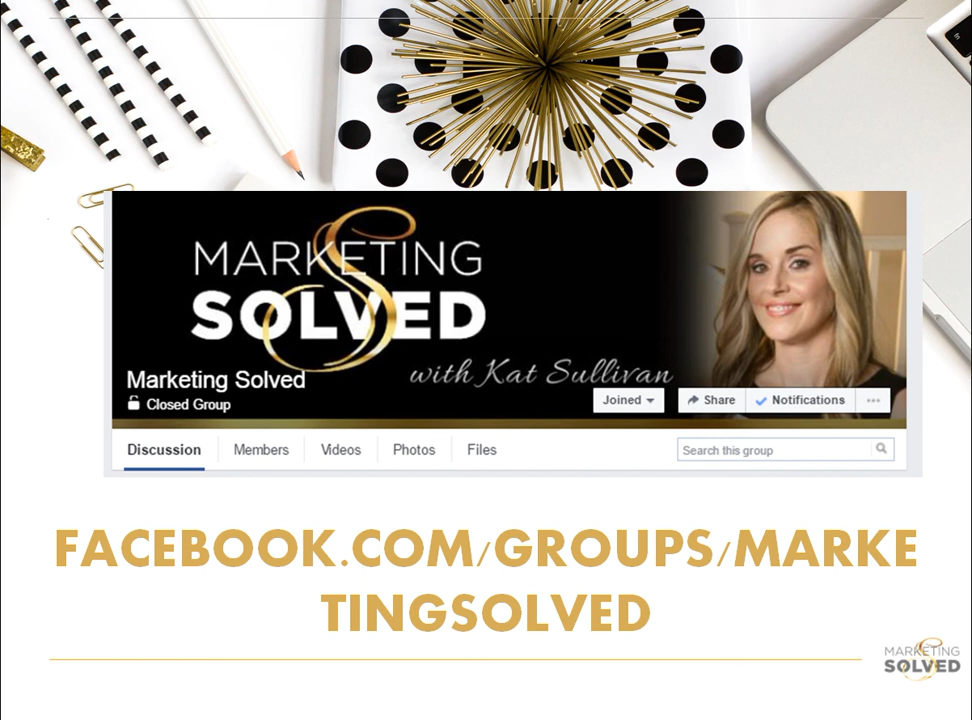 MARKETING
SOLVED
with Kat Sullivan
Marketing Solved
Closed Group
Joined
Share
Notifications
Discussion
Members
Videos
Photos
Files
Search this group
FACEBOOK.COM/GROUPS/MARKE
TINGSOLVED
MARKETING
SOLVED